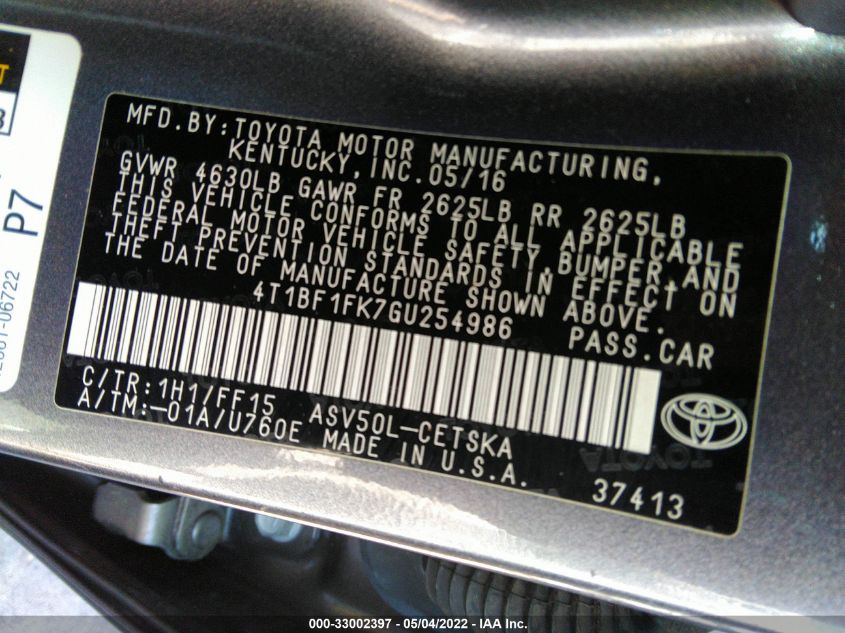 MFD.BY:TOYOTA MOTOR MANUFACTURING,
KENTUCKY,INC.05/16
GVWR 4630LB GAWR FR 2625LB RR 2625LB
THIS VEHICLE CONFORMS TO ALL APPLICABLE
FEDERAL MOTOR VEHICLE SAFETY,BUMPER,AND
THEFT PREVENTION STANDARDS IN EFFECT ON
THE DATE OF MANUFACTURE SHOWN ABOVE.
4T1BF1FK7GU254986
PASS.CAR
C/TR:1H1/FF15 ASV50L-CETSKA
A/TM:-01A/U760E MADE IN U.S.A.
37413
P7
TOYOTA
000-33002397 - 05/04/2022 - IAA Inc.